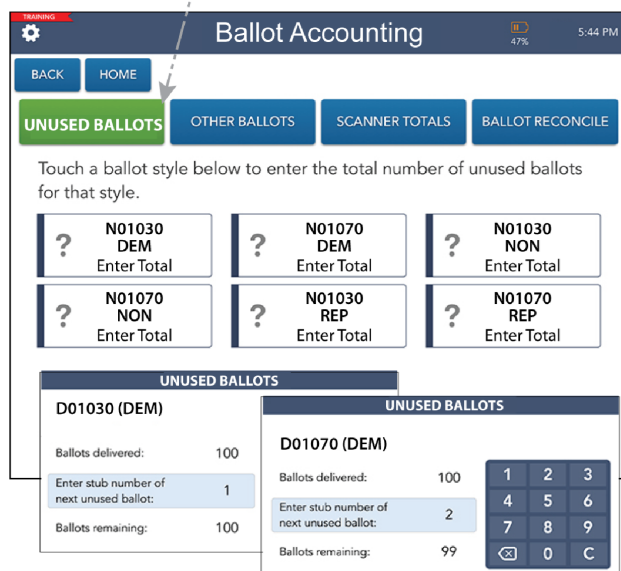 TRAINING
Ballot Accounting
47%
5:44 PM
BACK
HOME
UNUSED BALLOTS
OTHER BALLOTS
SCANNER TOTALS
BALLOT RECONCILE
Touch a ballot style below to enter the total number of unused ballots
for that style.
? N01030
DEM
Enter Total
? N01070
DEM
Enter Total
? N01030
NON
Enter Total
? N01070
NON
Enter Total
? N01030
REP
Enter Total
? N01070
REP
Enter Total
UNUSED BALLOTS
D01030 (DEM)
Ballots delivered: 100
Enter stub number of
next unused ballot: 1
Ballots remaining: 100
UNUSED BALLOTS
D01070 (DEM)
Ballots delivered: 100
Enter stub number of
next unused ballot: 2
Ballots remaining: 99
1 2 3
4 5 6
7 8 9
0 C